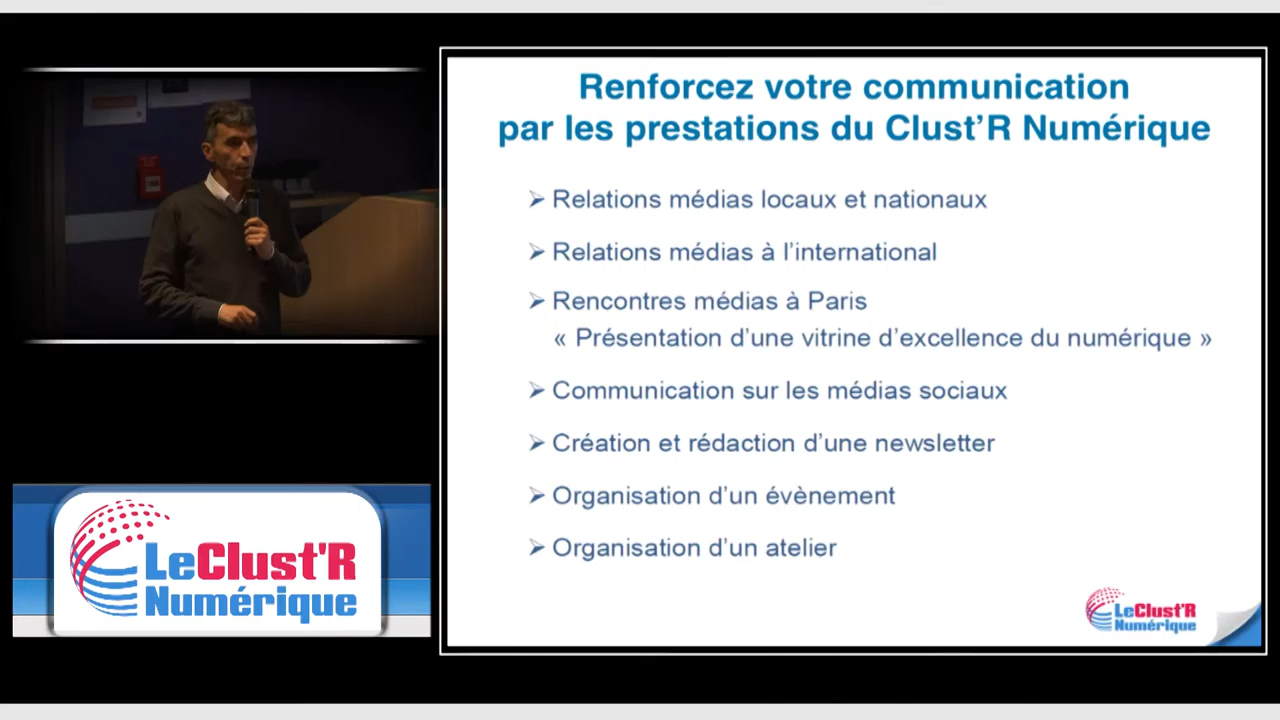 Renforcez votre communication
par les prestations du Clust’R Numérique
➢ Relations médias locaux et nationaux
➢ Relations médias à l’international
➢ Rencontres médias à Paris
« Présentation d’une vitrine d’excellence du numérique »
➢ Communication sur les médias sociaux
➢ Création et rédaction d’une newsletter
➢ Organisation d’un évènement
➢ Organisation d’un atelier
LeClust'R
Numérique
LeClust'R
Numérique